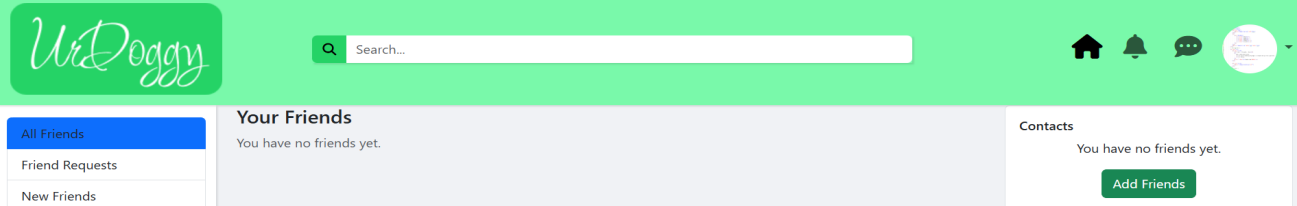 UrDoggy
Search...
All Friends
Friend Requests
New Friends
Your Friends
You have no friends yet.
Contacts
You have no friends yet.
Add Friends